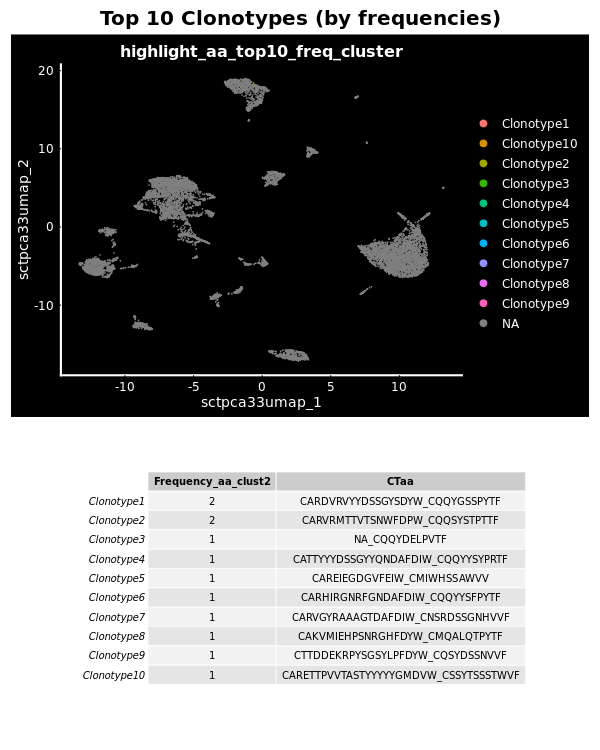 Top 10 Clonotypes (by frequencies)
highlight_aa_top10_freq_cluster
20
10
0
-10
sctpca33umap_2
-10 -5 0 5 10
sctpca33umap_1
Clonotype1
Clonotype10
Clonotype2
Clonotype3
Clonotype4
Clonotype5
Clonotype6
Clonotype7
Clonotype8
Clonotype9
NA
Frequency_aa_clust2 CTaa
Clonotype1 2 CARDVRVYYDSSGYSDYW_CQQYGSSPYTF
Clonotype2 2 CARVRMTTVTSNWFDPW_CQQSYSTPTTF
Clonotype3 1 NA_CQQYDELPVTF
Clonotype4 1 CATTYYYDSSGYYQNDAFDIW_CQQYYSYPRTF
Clonotype5 1 CAREIEGDGVFEIW_CMIWHSSAWVV
Clonotype6 1 CARHIRGNRFGNDAFDIW_CQQYYSFPYTF
Clonotype7 1 CARVGYRAAAGTDAFDIW_CNSRDSSGNHVVF
Clonotype8 1 CAKVMIEHPSNRGHFDYW_CMQALQTPYTF
Clonotype9 1 CTTDDEKRPYSGSYLPFDYW_CQSYDSSNVVF
Clonotype10 1 CARETTPVVTASTYYYYYGMDVW_CSSYTSSSTWVF